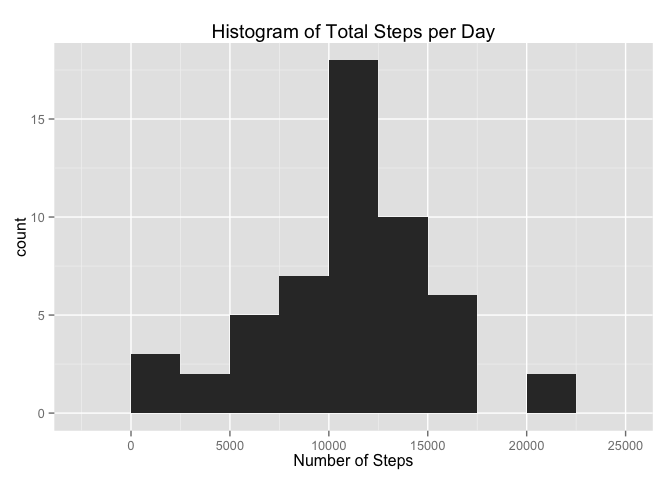 Histogram of Total Steps per Day
count
15
10
5
0
0 5000 10000 15000 20000 25000
Number of Steps